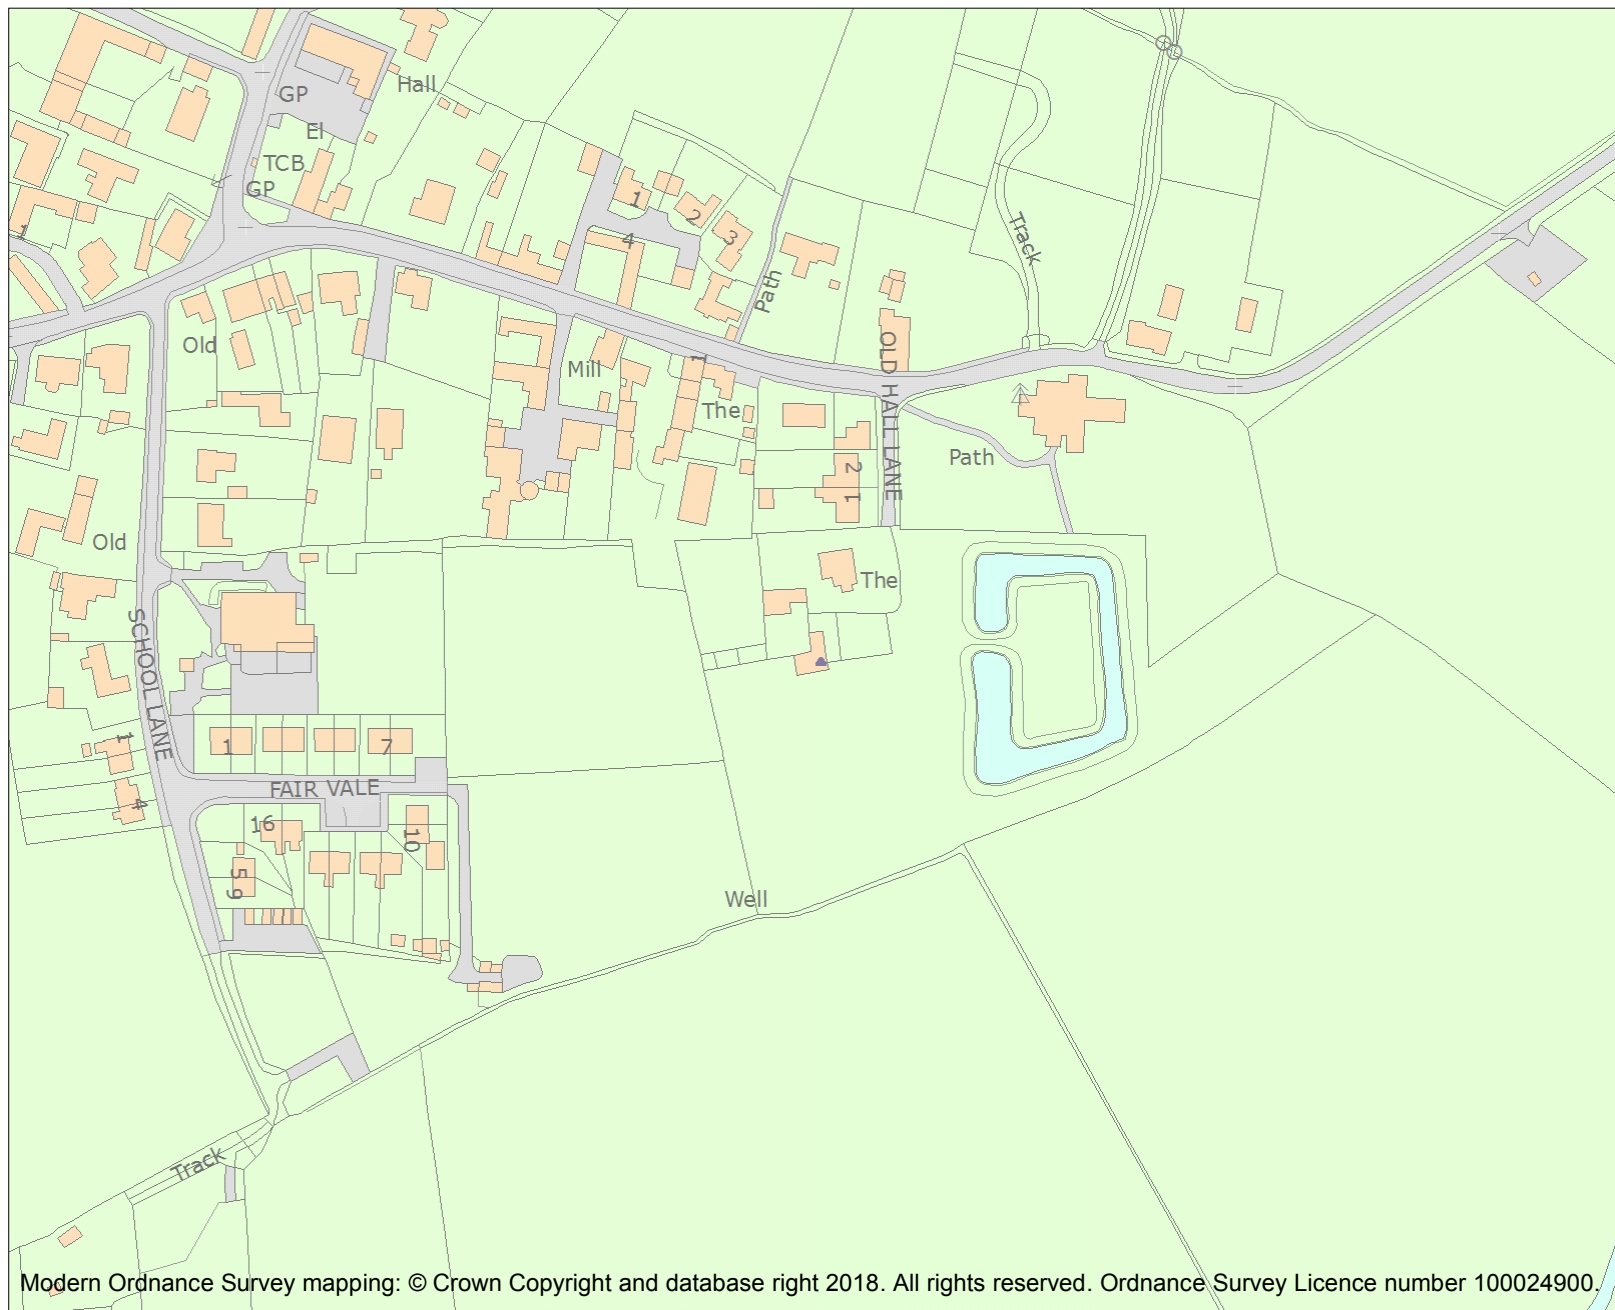 Hall
GP
El
TCB
GP
1
1
2
3
4
Track
Path
Old
Mill
1
The
OLD HALL LANE
Path
2
1
Old
The
SCHOOL LANE
1
4
1
7
FAIR VALE
16
10
5
9
Well
Track
Modern Ordnance Survey mapping: © Crown Copyright and database right 2018. All rights reserved. Ordnance Survey Licence number 100024900.